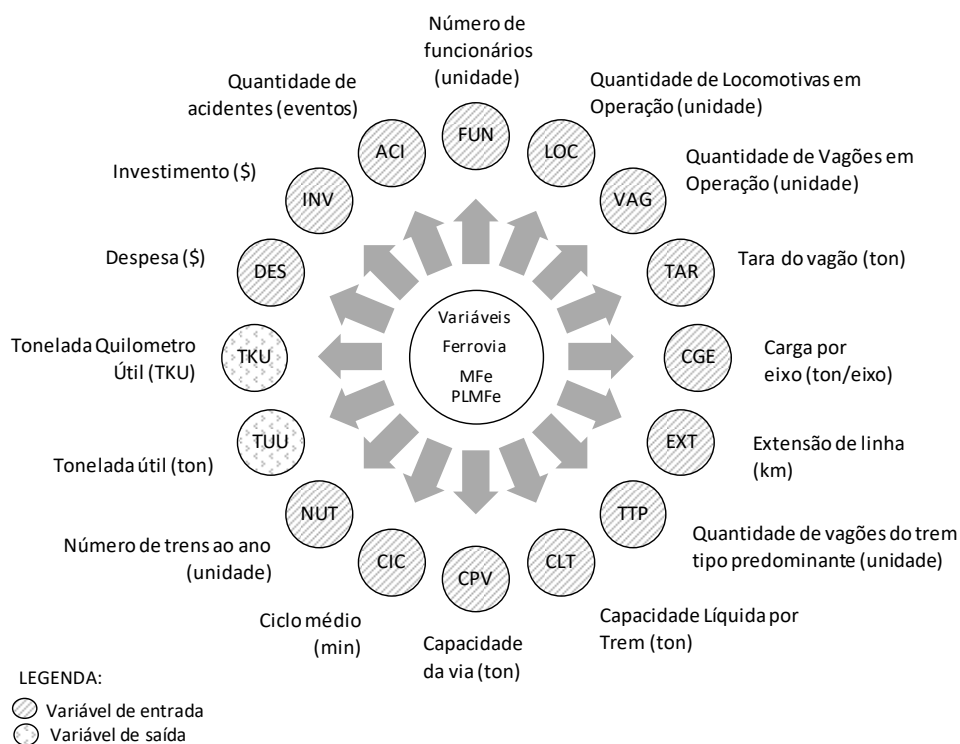 Número de
funcionários
(unidade)
FUN
Quantidade de Locomotivas em
Operação (unidade)
LOC
Quantidade de Vagões em
Operação (unidade)
VAG
Tara do vagão (ton)
TAR
Carga por
eixo (ton/eixo)
CGE
Extensão de linha
(km)
EXT
Quantidade de vagões do trem
tipo predominante (unidade)
TTP
Capacidade Líquida por
Trem (ton)
CLT
Capacidade
da via (ton)
CPV
Ciclo médio
(min)
CIC
Número de trens ao ano
(unidade)
NUT
Tonelada útil (ton)
TUU
Tonelada Quilometro
Útil (TKU)
TKU
Despesa ($)
DES
Investimento ($)
INV
Quantidade de
acidentes (eventos)
ACI
Variáveis
Ferrovia
MFe
PLMFe
LEGENDA:
Variável de entrada
Variável de saída